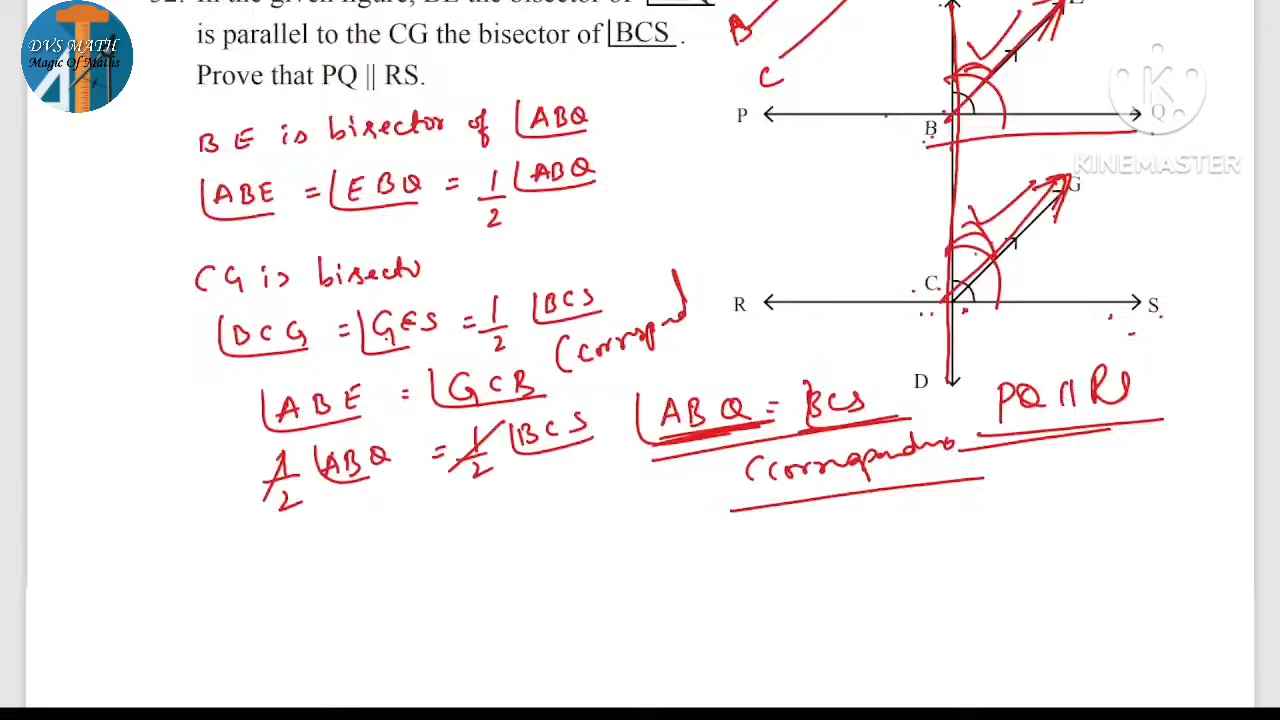 DVS MATH
Magic Of Maths
is parallel to the CG the bisector of ∠BCS .
Prove that PQ || RS.
BE is bisector of ∠ABQ
∠ABE = ∠EBQ = 1/2 ∠ABQ
CG is bisecto
∠BCG = ∠GCS = 1/2 ∠BCS
∠ABE = ∠GCB (correspond
1/2 ∠ABQ = 1/2 ∠BCS
∠ABQ = BCS
(corresponding
PQ || RS
B
C
P
B
Q
KINEMASTER
G
C
R
S
D